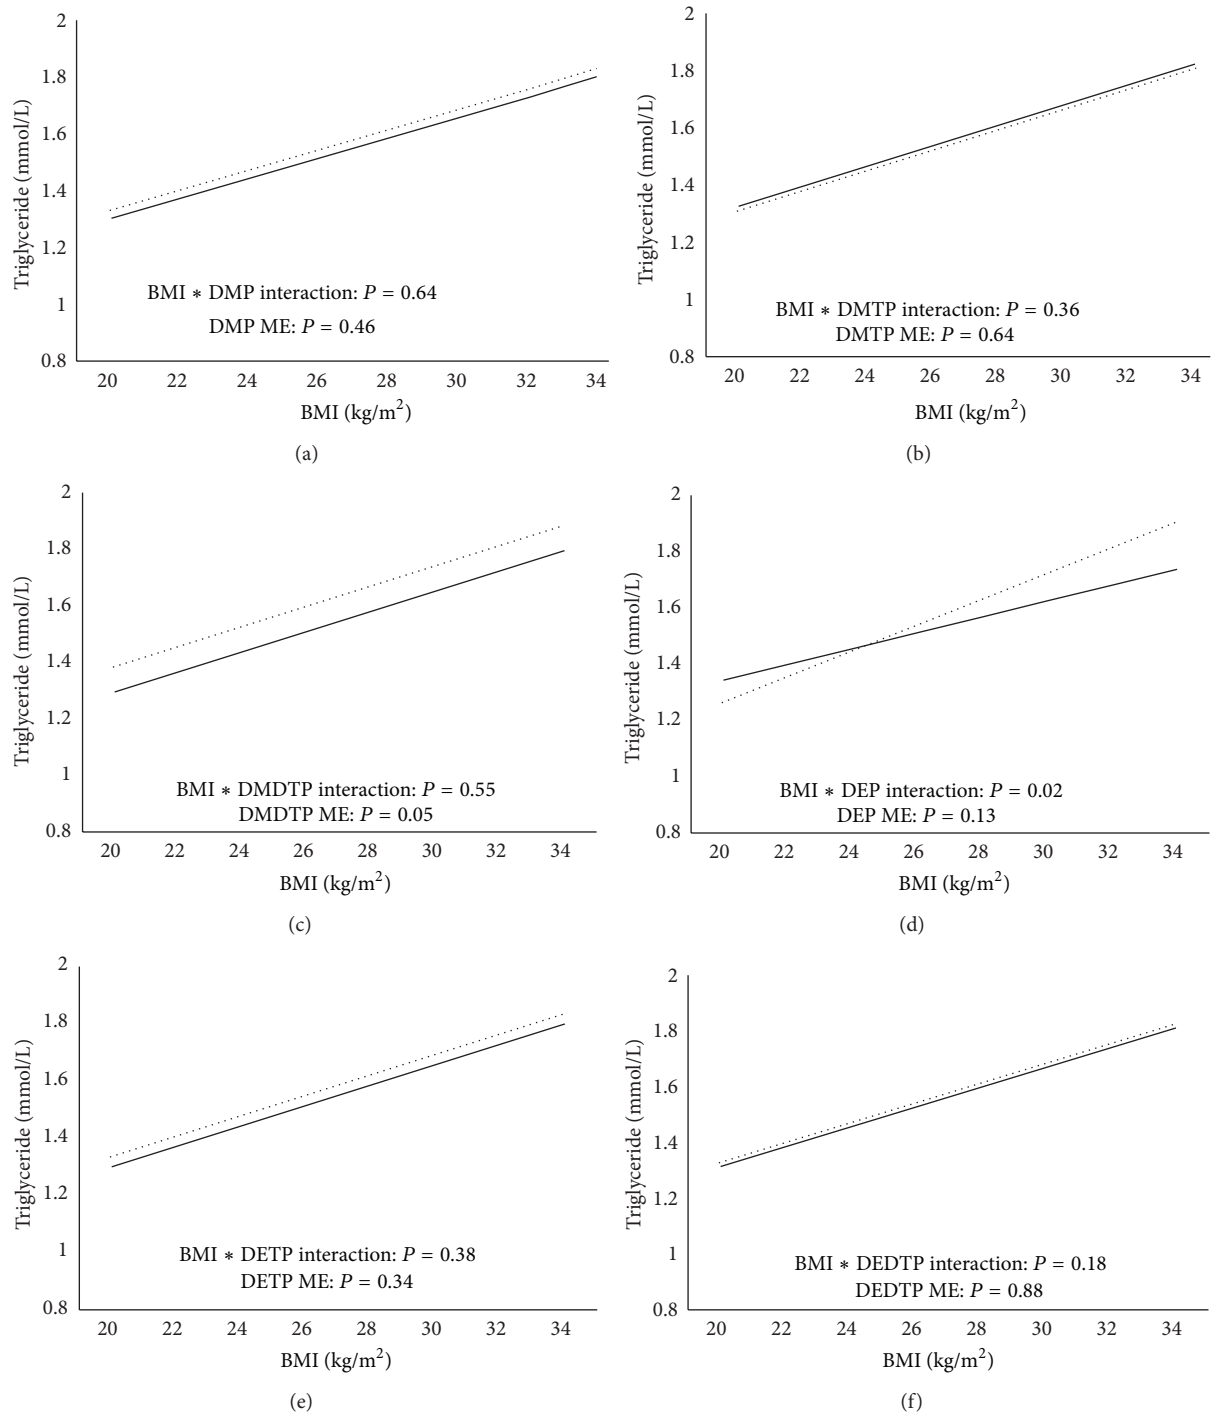 2
1.8
1.6
1.4
1.2
1
0.8
Triglyceride (mmol/L)
BMI ∗ DMP interaction: P = 0.64
DMP ME: P = 0.46
20 22 24 26 28 30 32 34
BMI (kg/m²)
(a)
2
1.8
1.6
1.4
1.2
1
0.8
Triglyceride (mmol/L)
BMI ∗ DMTP interaction: P = 0.36
DMTP ME: P = 0.64
20 22 24 26 28 30 32 34
BMI (kg/m²)
(b)
2
1.8
1.6
1.4
1.2
1
0.8
Triglyceride (mmol/L)
BMI ∗ DMDTP interaction: P = 0.55
DMDTP ME: P = 0.05
20 22 24 26 28 30 32 34
BMI (kg/m²)
(c)
2
1.8
1.6
1.4
1.2
1
0.8
Triglyceride (mmol/L)
BMI ∗ DEP interaction: P = 0.02
DEP ME: P = 0.13
20 22 24 26 28 30 32 34
BMI (kg/m²)
(d)
2
1.8
1.6
1.4
1.2
1
0.8
Triglyceride (mmol/L)
BMI ∗ DETP interaction: P = 0.38
DETP ME: P = 0.34
20 22 24 26 28 30 32 34
BMI (kg/m²)
(e)
2
1.8
1.6
1.4
1.2
1
0.8
Triglyceride (mmol/L)
BMI ∗ DEDTP interaction: P = 0.18
DEDTP ME: P = 0.88
20 22 24 26 28 30 32 34
BMI (kg/m²)
(f)